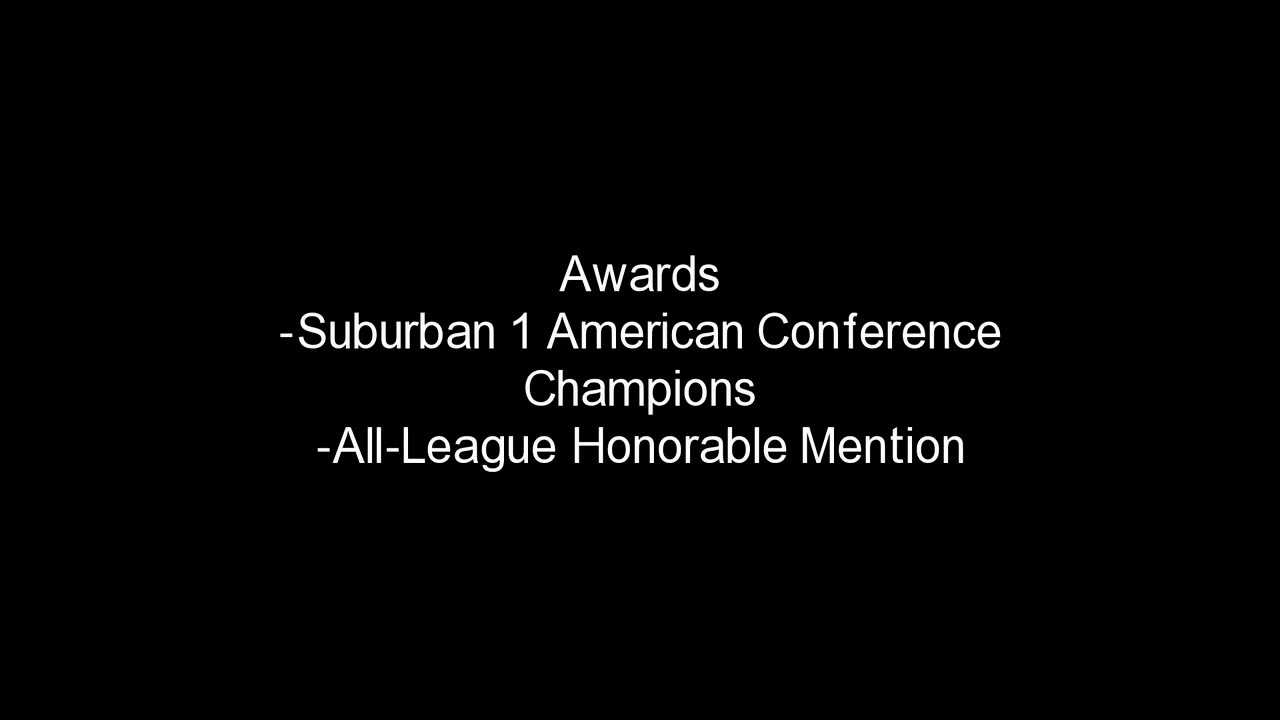 Awards
-Suburban 1 American Conference
Champions
-All-League Honorable Mention